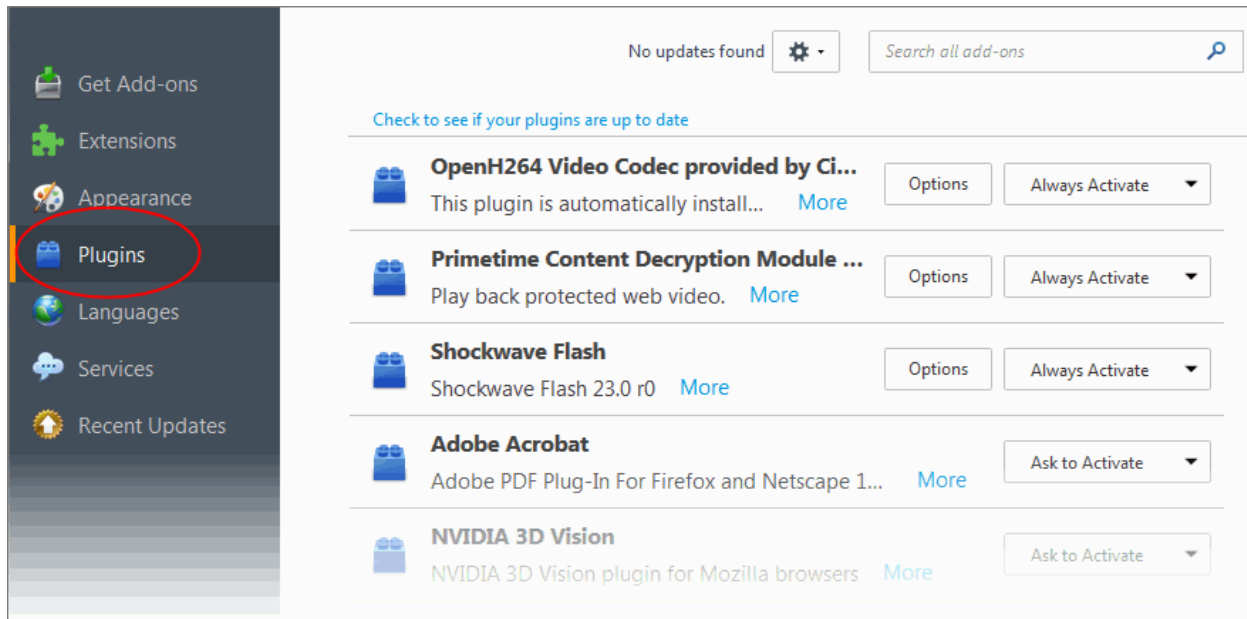 No updates found
Search all add-ons
Get Add-ons
Extensions
Appearance
Plugins
Languages
Services
Recent Updates
Check to see if your plugins are up to date
OpenH264 Video Codec provided by Ci...
This plugin is automatically install... More
Options
Always Activate
Primetime Content Decryption Module ...
Play back protected web video. More
Options
Always Activate
Shockwave Flash
Shockwave Flash 23.0 r0 More
Options
Always Activate
Adobe Acrobat
Adobe PDF Plug-In For Firefox and Netscape 1... More
Ask to Activate
NVIDIA 3D Vision
NVIDIA 3D Vision plugin for Mozilla browsers More
Ask to Activate